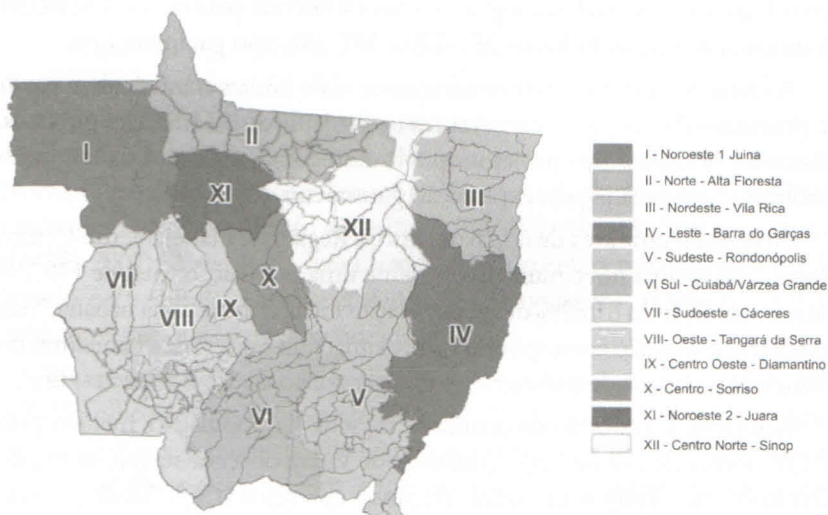 I
II
III
XI
XII
X
VII
VIII
IX
IV
V
VI
I - Noroeste 1 Juina
II - Norte - Alta Floresta
III - Nordeste - Vila Rica
IV - Leste - Barra do Garças
V - Sudeste - Rondonópolis
VI Sul - Cuiabá/Várzea Grande
VII - Sudoeste - Cáceres
VIII- Oeste - Tangará da Serra
IX - Centro Oeste - Diamantino
X - Centro - Sorriso
XI - Noroeste 2 - Juara
XII - Centro Norte - Sinop